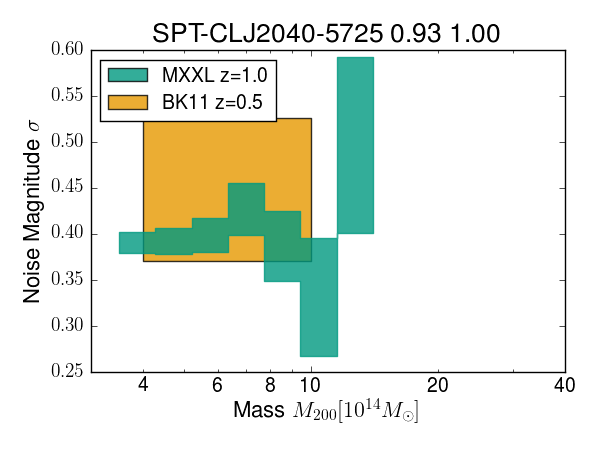 SPT-CLJ2040-5725 0.93 1.00
MXXL z=1.0
BK11 z=0.5
Noise Magnitude σ
0.60
0.55
0.50
0.45
0.40
0.35
0.30
0.25
4 6 8 10 20 40
Mass M₂₀₀[10¹⁴M☉]